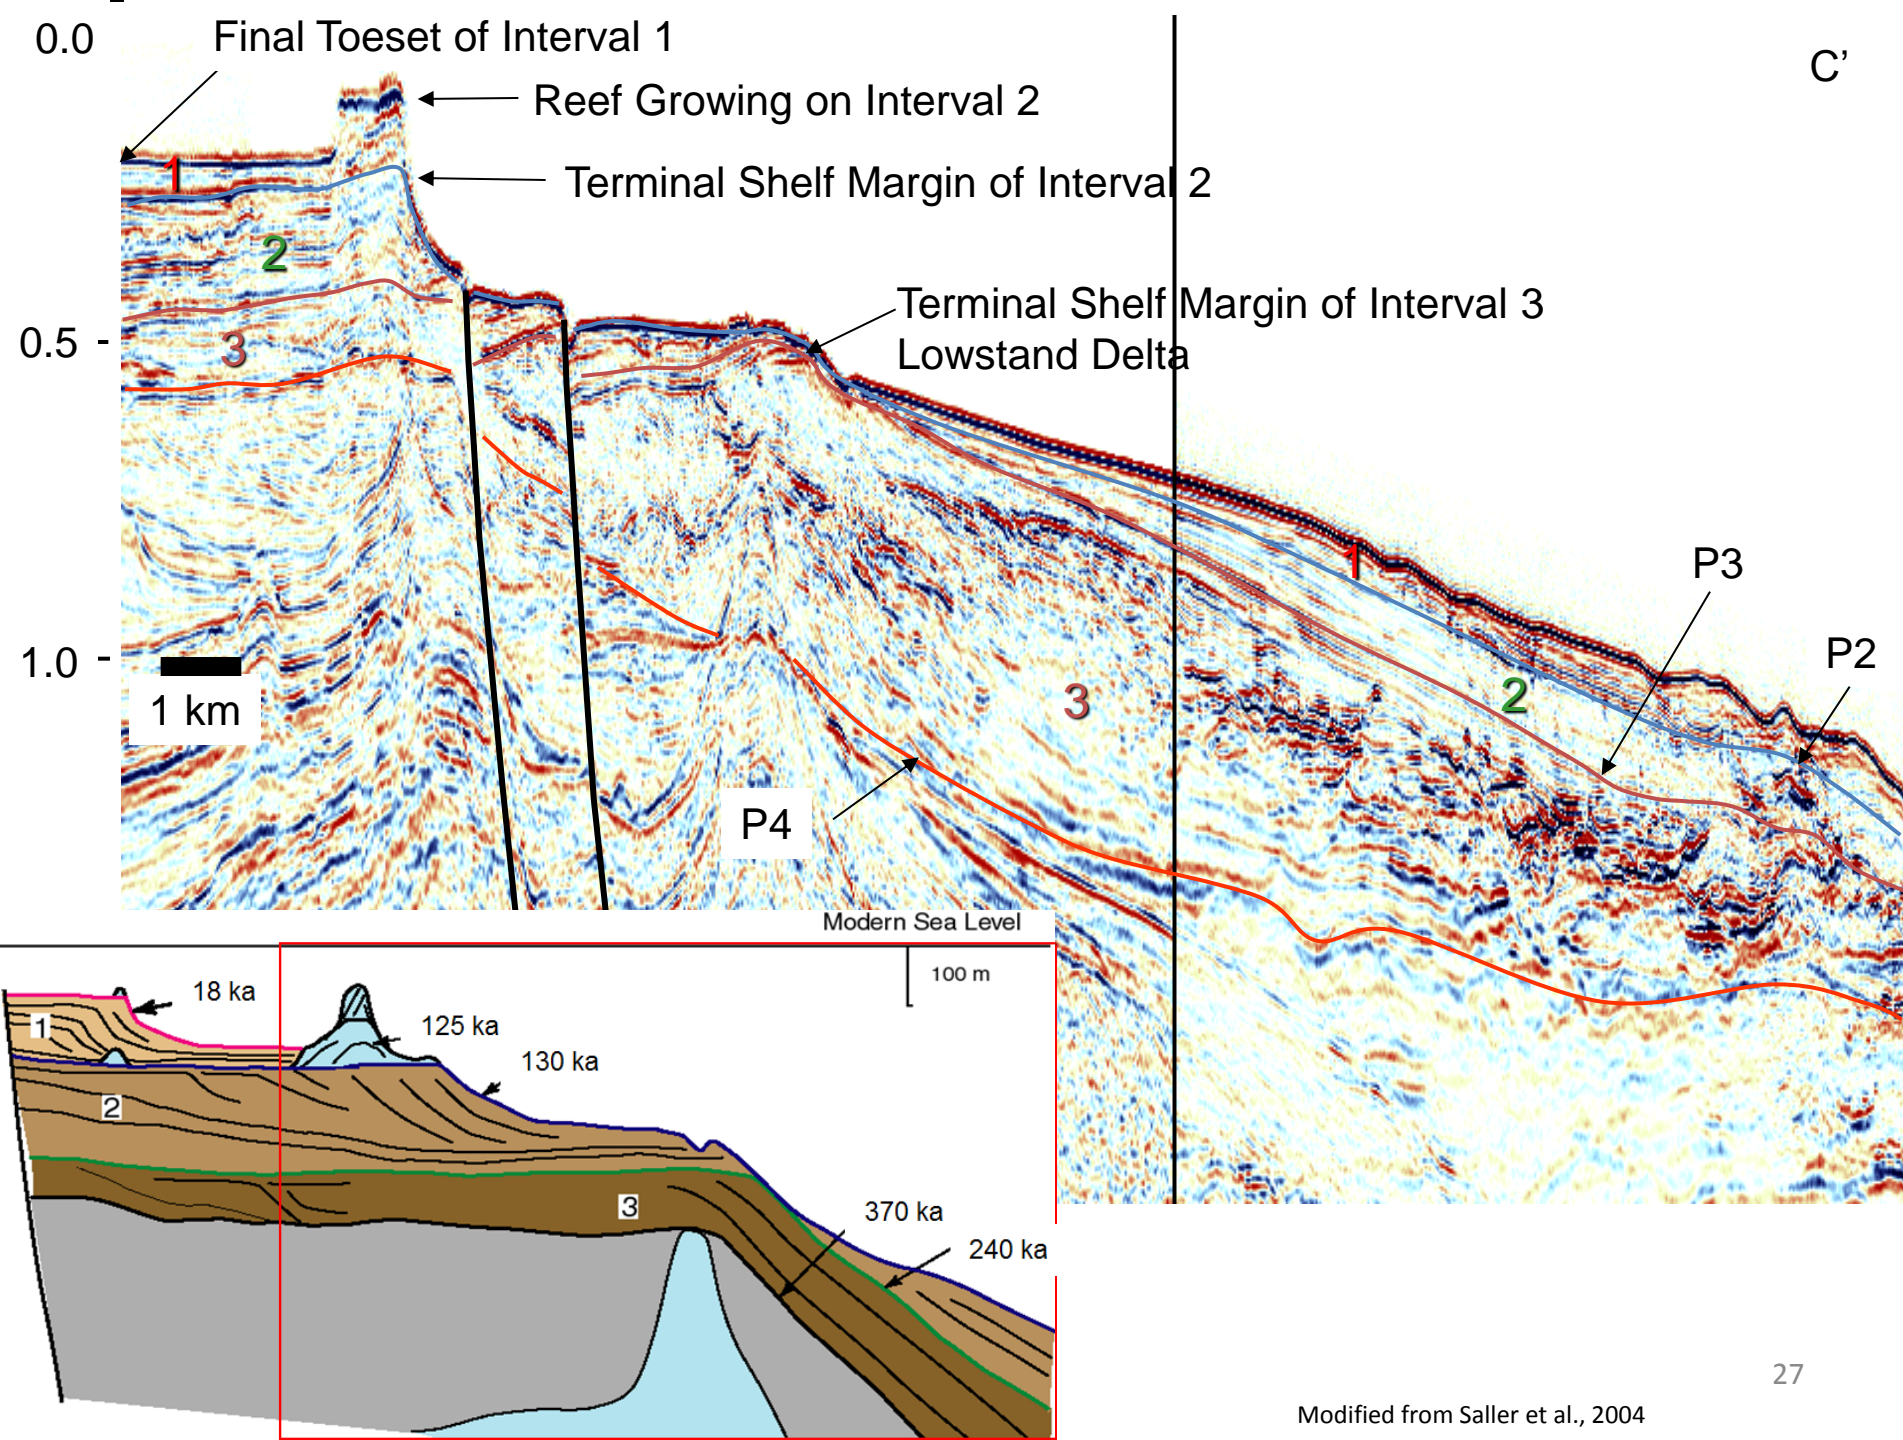 0.0
Final Toeset of Interval 1
C’
Reef Growing on Interval 2
1
Terminal Shelf Margin of Interval 2
2
Terminal Shelf Margin of Interval 3
Lowstand Delta
0.5 -
3
1
P3
P2
1.0 -
1 km
3
2
P4
Modern Sea Level
100 m
18 ka
1
125 ka
130 ka
2
3
370 ka
240 ka
27
Modified from Saller et al., 2004